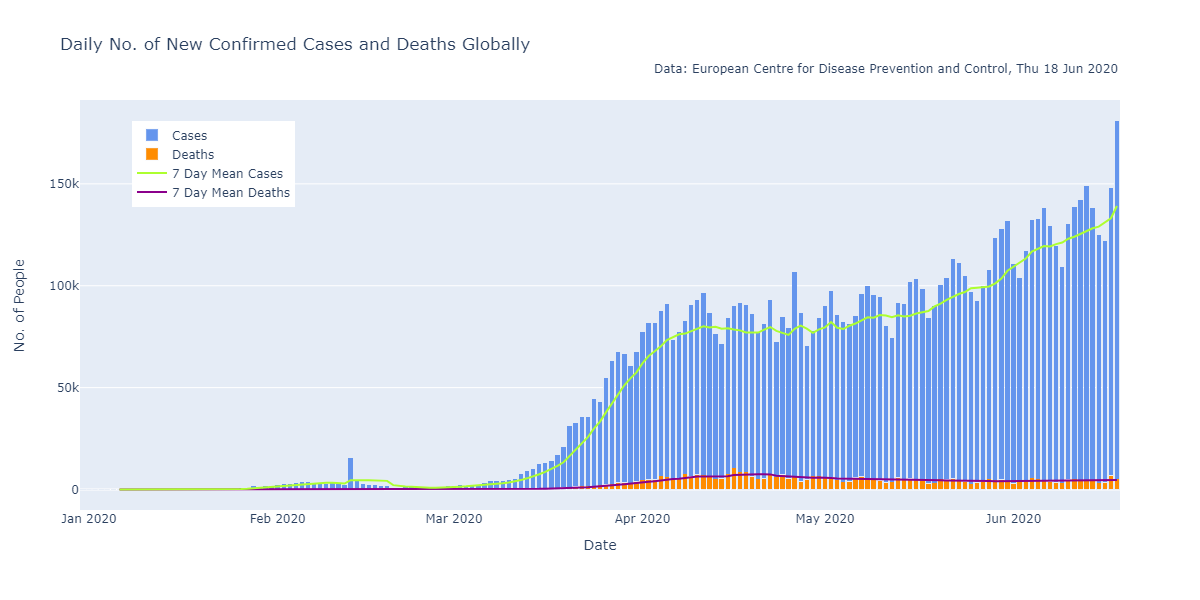 Daily No. of New Confirmed Cases and Deaths Globally
Data: European Centre for Disease Prevention and Control, Thu 18 Jun 2020
Cases
Deaths
7 Day Mean Cases
7 Day Mean Deaths
No. of People
150k
100k
50k
0
Jan 2020 Feb 2020 Mar 2020 Apr 2020 May 2020 Jun 2020
Date